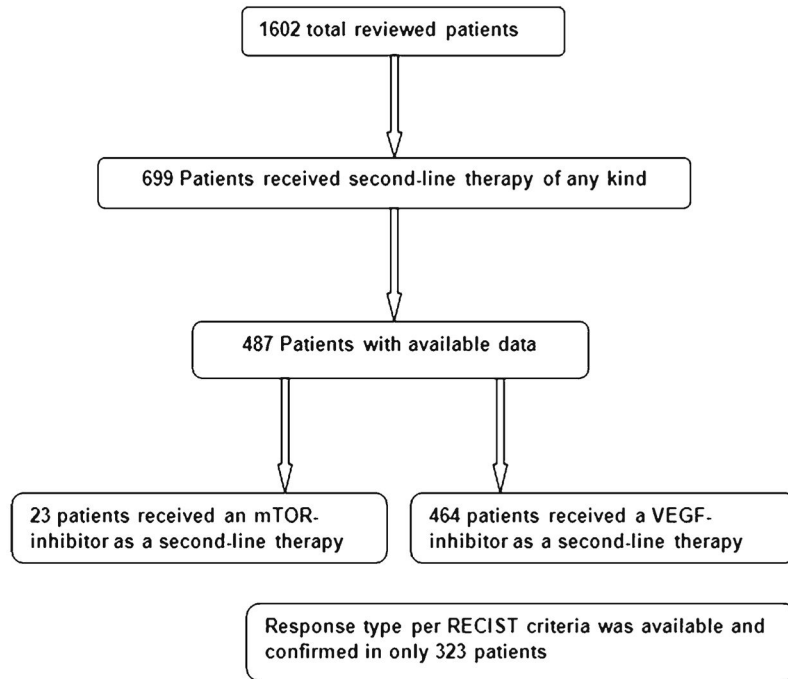 1602 total reviewed patients
699 Patients received second-line therapy of any kind
487 Patients with available data
23 patients received an mTOR-
inhibitor as a second-line therapy
464 patients received a VEGF-
inhibitor as a second-line therapy
Response type per RECIST criteria was available and
confirmed in only 323 patients